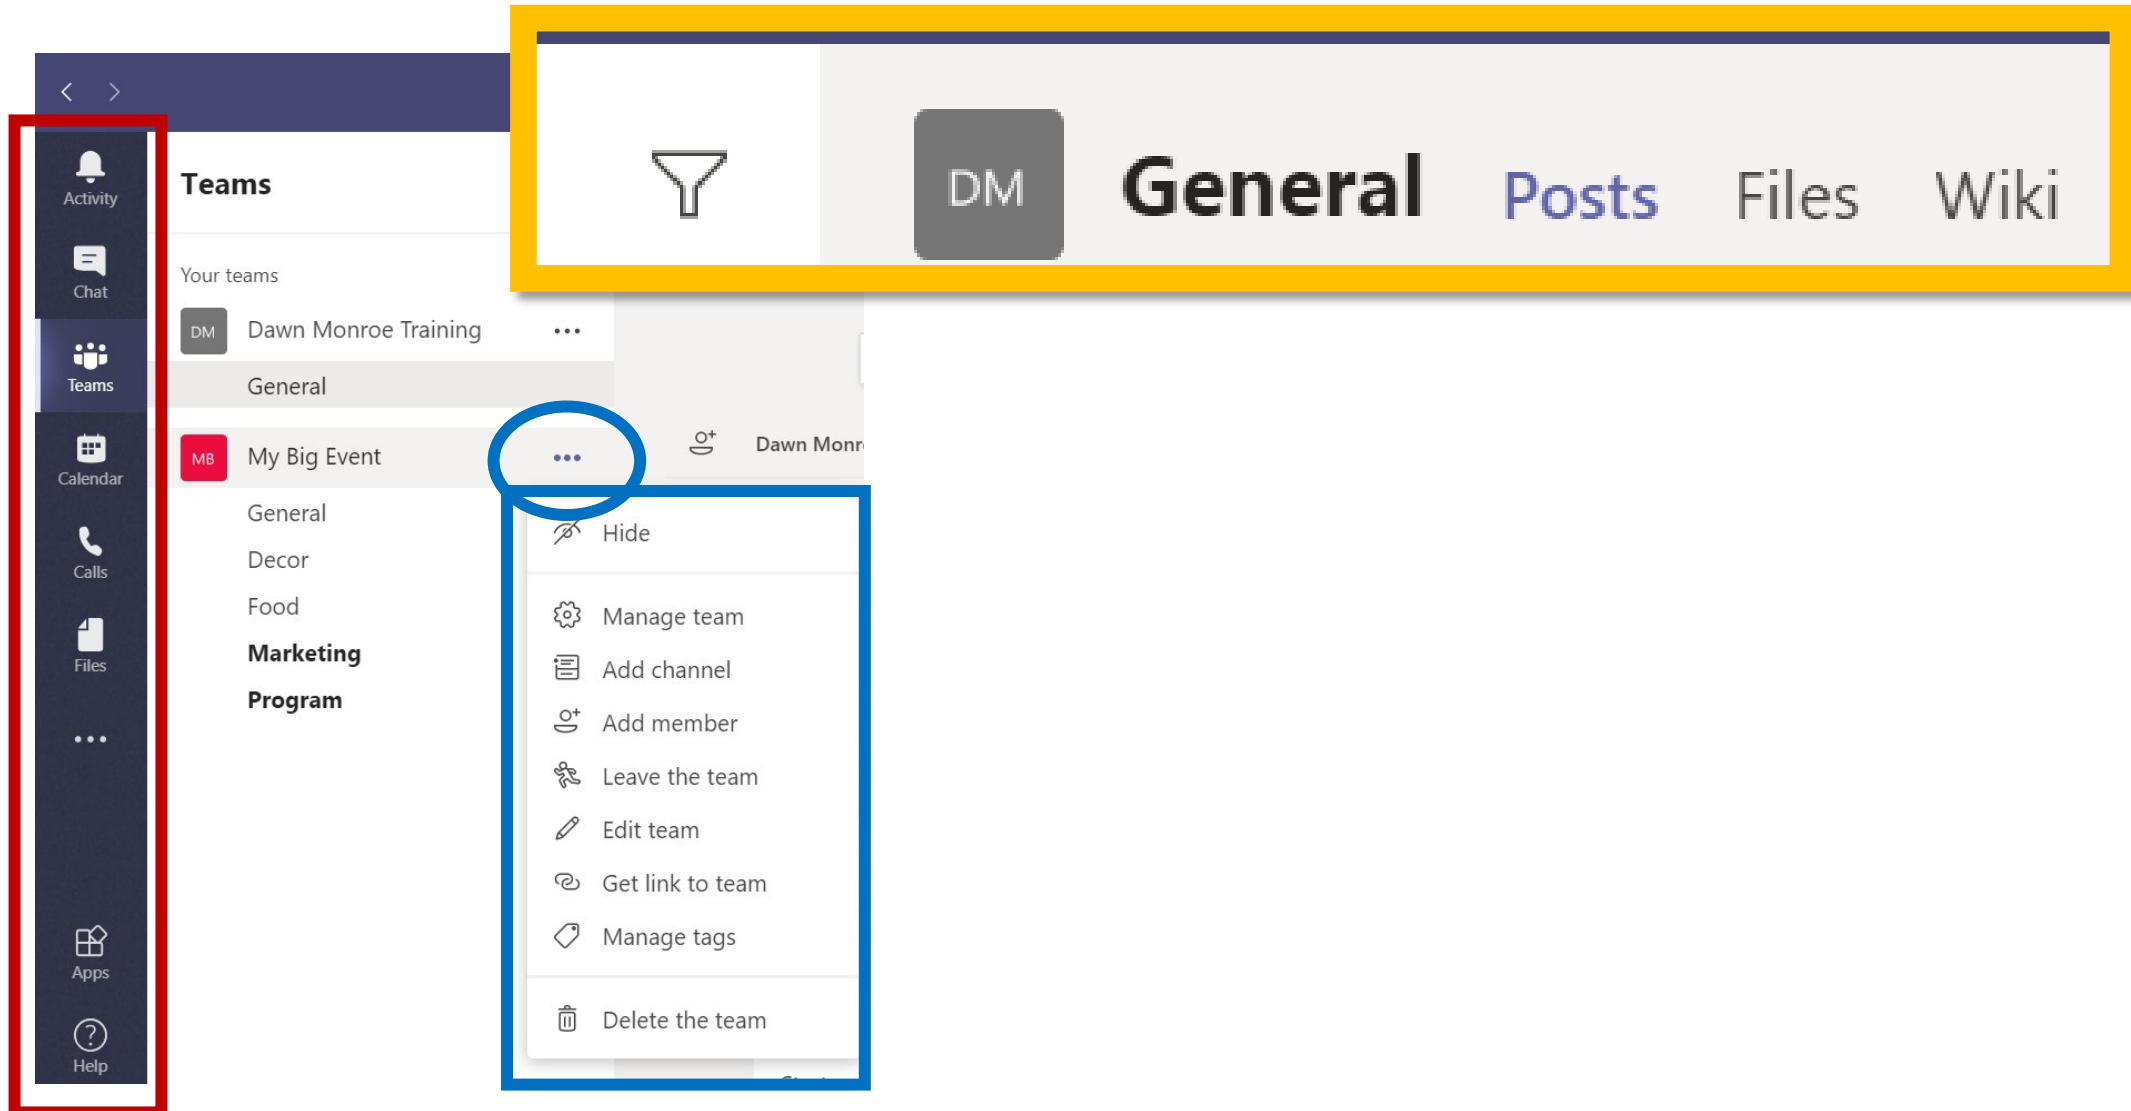 Activity
Chat
Teams
Calendar
Calls
Files
Apps
Help
Teams
Your teams
DM Dawn Monroe Training
General
MB My Big Event
General
Decor
Food
Marketing
Program
DM General Posts Files Wiki
Dawn
Hide
Manage team
Add channel
Add member
Leave the team
Edit team
Get link to team
Manage tags
Delete the team